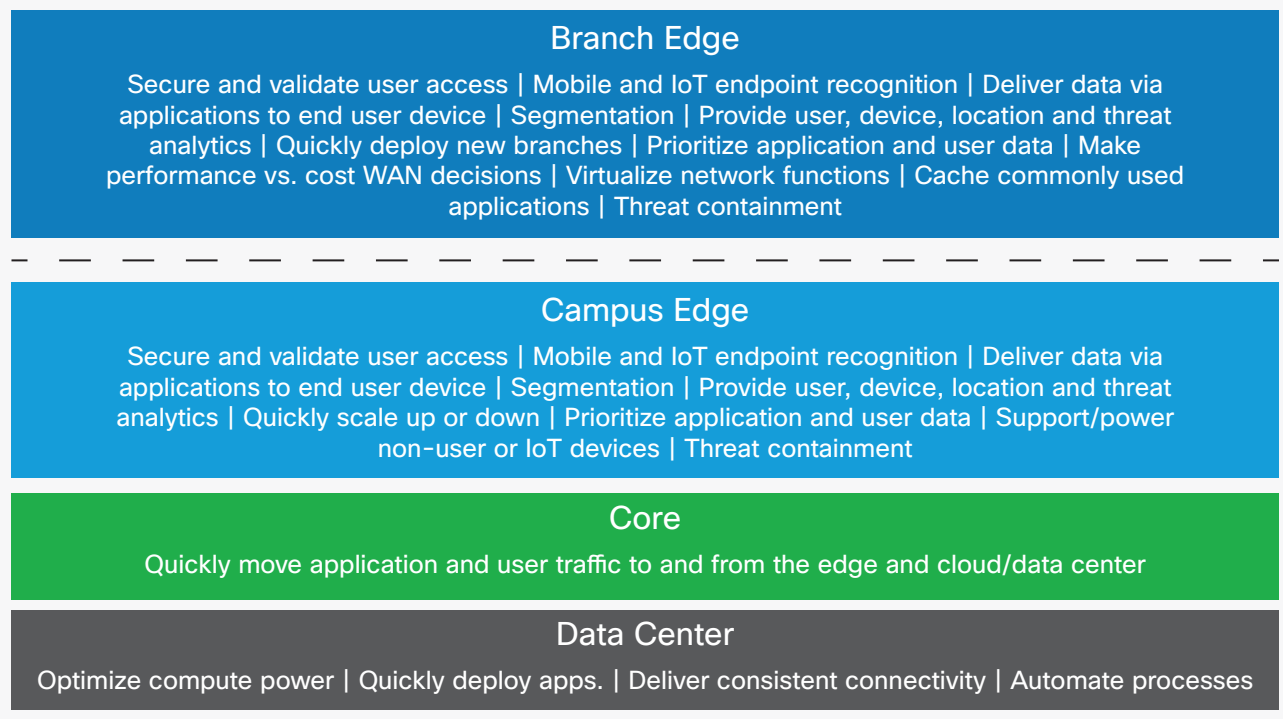 Branch Edge
Secure and validate user access | Mobile and IoT endpoint recognition | Deliver data via
applications to end user device | Segmentation | Provide user, device, location and threat
analytics | Quickly deploy new branches | Prioritize application and user data | Make
performance vs. cost WAN decisions | Virtualize network functions | Cache commonly used
applications | Threat containment
Campus Edge
Secure and validate user access | Mobile and IoT endpoint recognition | Deliver data via
applications to end user device | Segmentation | Provide user, device, location and threat
analytics | Quickly scale up or down | Prioritize application and user data | Support/power
non-user or IoT devices | Threat containment
Core
Quickly move application and user traffic to and from the edge and cloud/data center
Data Center
Optimize compute power | Quickly deploy apps. | Deliver consistent connectivity | Automate processes